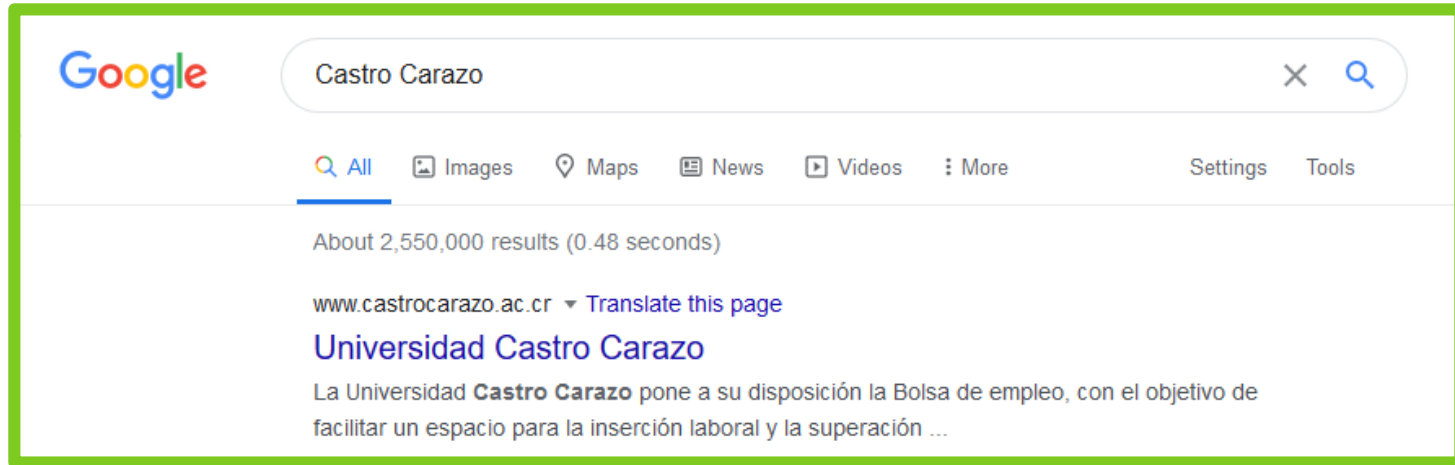 Google Castro Carazo
All Images Maps News Videos More Settings Tools
About 2,550,000 results (0.48 seconds)
www.castrocarazo.ac.cr Translate this page
Universidad Castro Carazo
La Universidad Castro Carazo pone a su disposición la Bolsa de empleo, con el objetivo de
facilitar un espacio para la inserción laboral y la superación ...